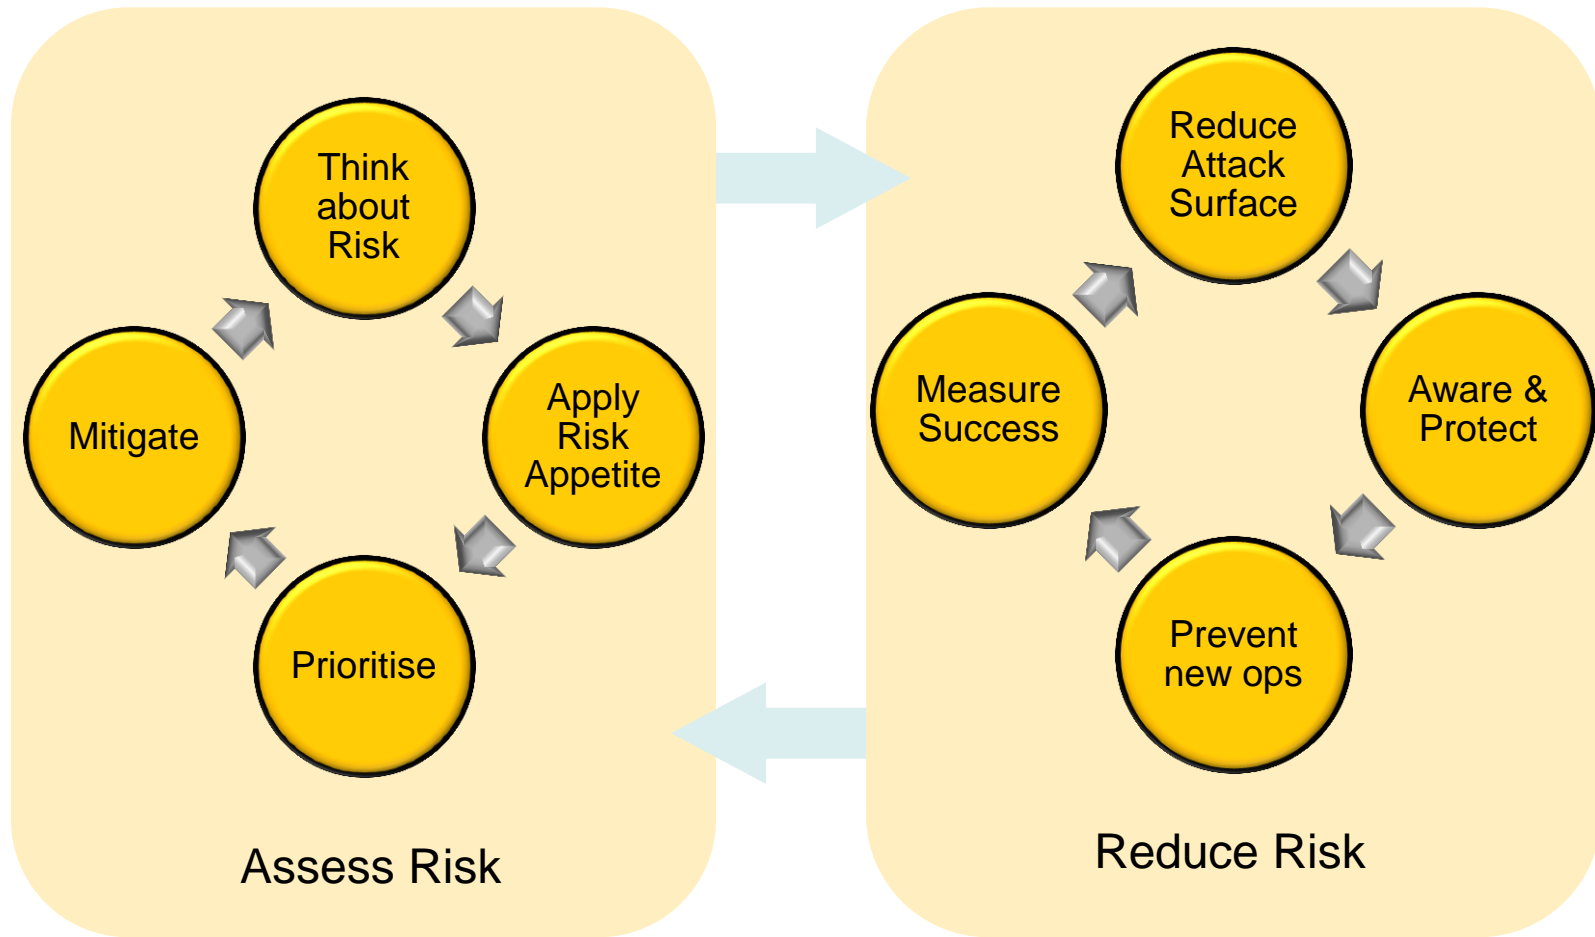 Think
about
Risk
Apply
Risk
Appetite
Prioritise
Mitigate
Assess Risk
Reduce
Attack
Surface
Aware &
Protect
Prevent
new ops
Measure
Success
Reduce Risk